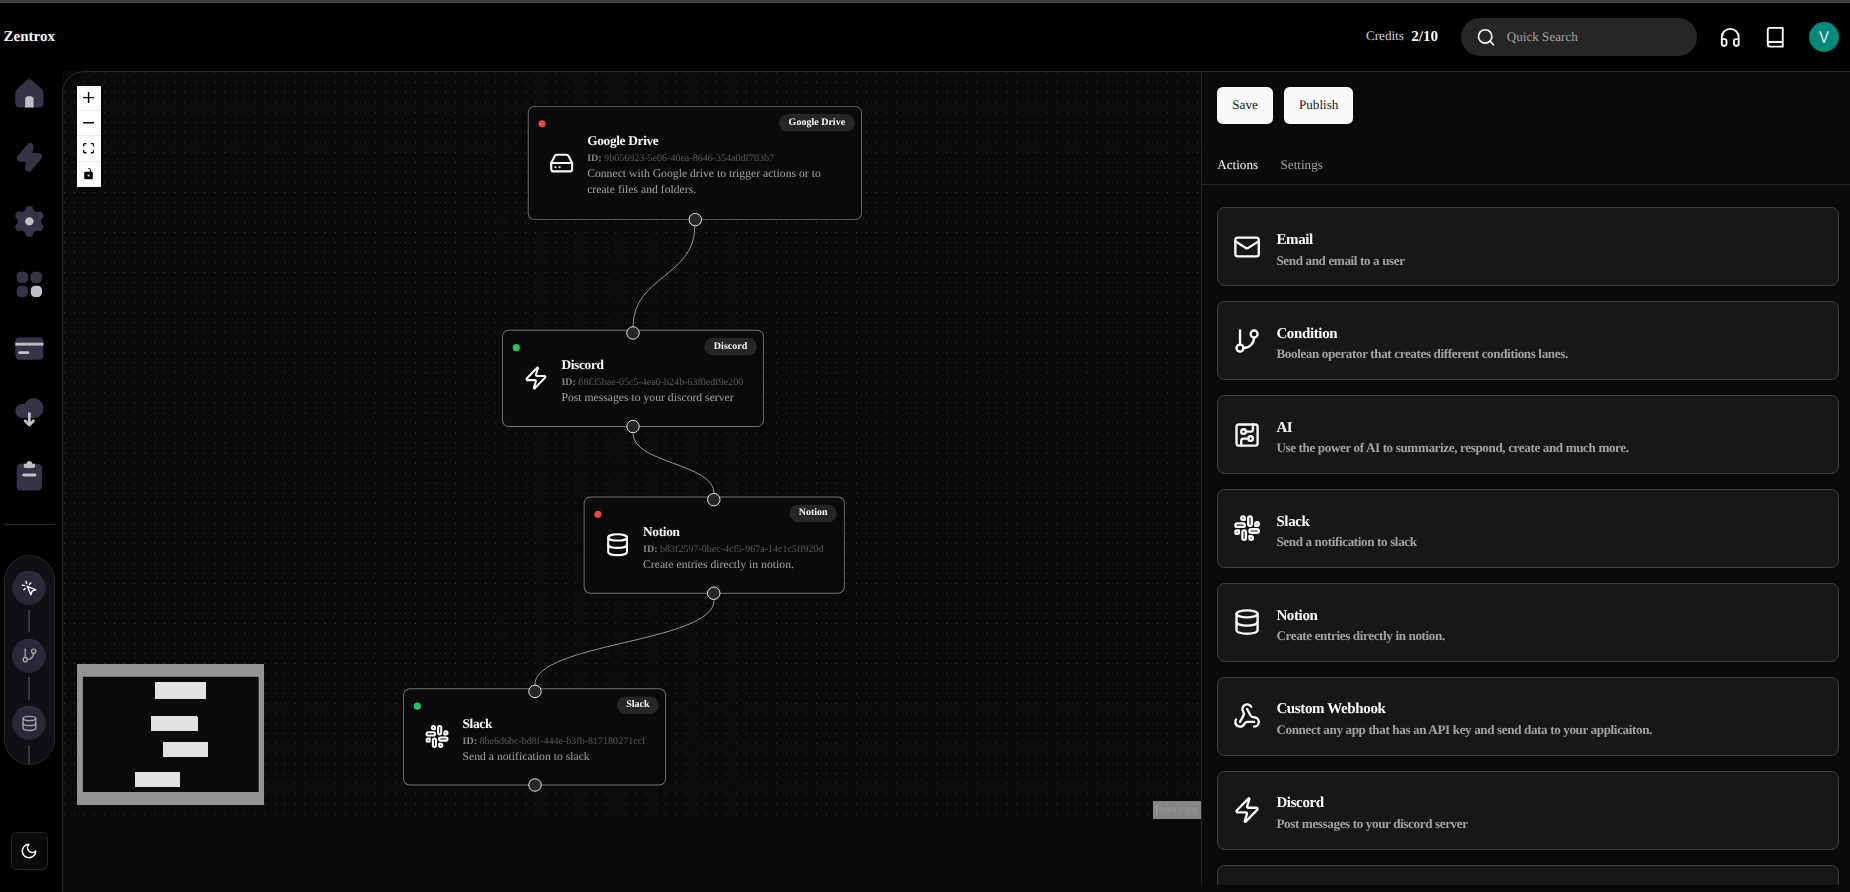 Zentrox
Credits 2/10
Quick Search
V
Save
Publish
Actions
Settings
Google Drive
Google Drive
ID: 9b056923-5e06-40ea-8646-354a0df703b7
Connect with Google drive to trigger actions or to
create files and folders.
Discord
Discord
ID: 88f35bae-05c5-4ea0-b24b-63f0edf9e200
Post messages to your discord server
Notion
Notion
ID: b83f2597-0bec-4cf5-967a-14c1c5ff920d
Create entries directly in notion.
Slack
Slack
ID: 8be6d6bc-bd8f-444e-b3fb-817180271ccf
Send a notification to slack
Email
Send and email to a user
Condition
Boolean operator that creates different conditions lanes.
AI
Use the power of AI to summarize, respond, create and much more.
Slack
Send a notification to slack
Notion
Create entries directly in notion.
Custom Webhook
Connect any app that has an API key and send data to your applicaiton.
Discord
Post messages to your discord server